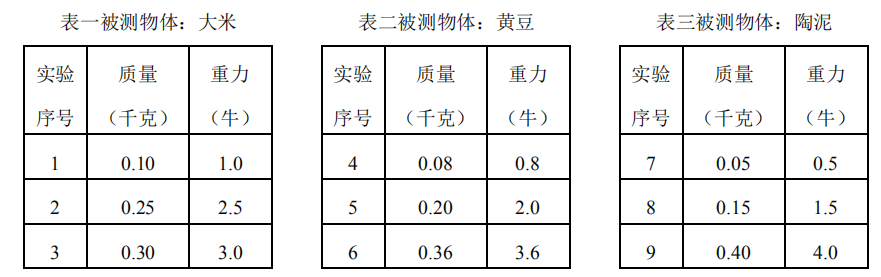 表一被测物体：大米 表二被测物体：黄豆 表三被测物体：陶泥
实验 质量 重力 实验 质量 重力 实验 质量 重力
序号 （千克） （牛） 序号 （千克） （牛） 序号 （千克） （牛）
1 0.10 1.0 4 0.08 0.8 7 0.05 0.5
2 0.25 2.5 5 0.20 2.0 8 0.15 1.5
3 0.30 3.0 6 0.36 3.6 9 0.40 4.0